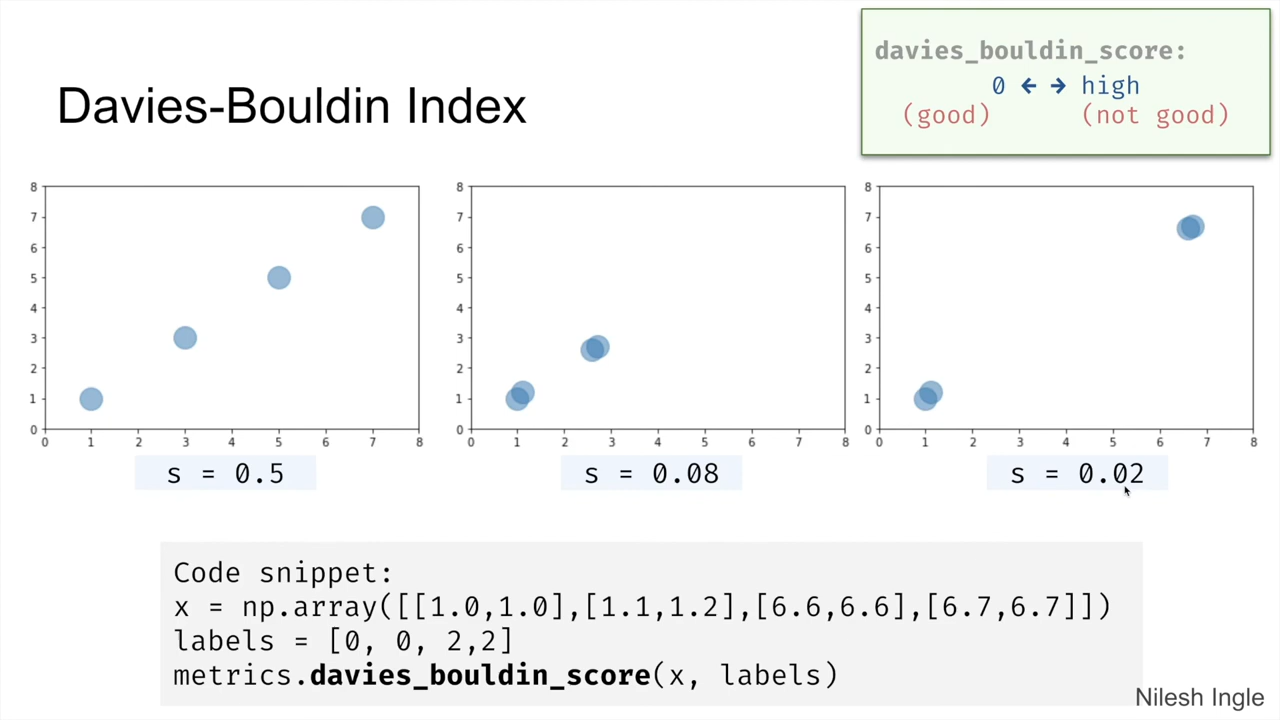 davies_bouldin_score:
0 ← → high
(good) (not good)
Davies-Bouldin Index
8
7
6
5
4
3
2
1
0
0 1 2 3 4 5 6 7 8
s = 0.5
8
7
6
5
4
3
2
1
0
0 1 2 3 4 5 6 7 8
s = 0.08
8
7
6
5
4
3
2
1
0
0 1 2 3 4 5 6 7 8
s = 0.02
Code snippet:
x = np.array([[1.0,1.0],[1.1,1.2],[6.6,6.6],[6.7,6.7]])
labels = [0, 0, 2,2]
metrics.davies_bouldin_score(x, labels)
Nilesh Ingle